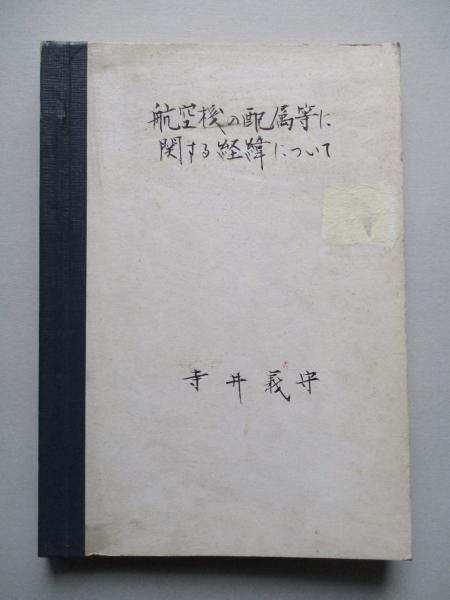 航空機の配属等に
関する経緯について
寺井義守